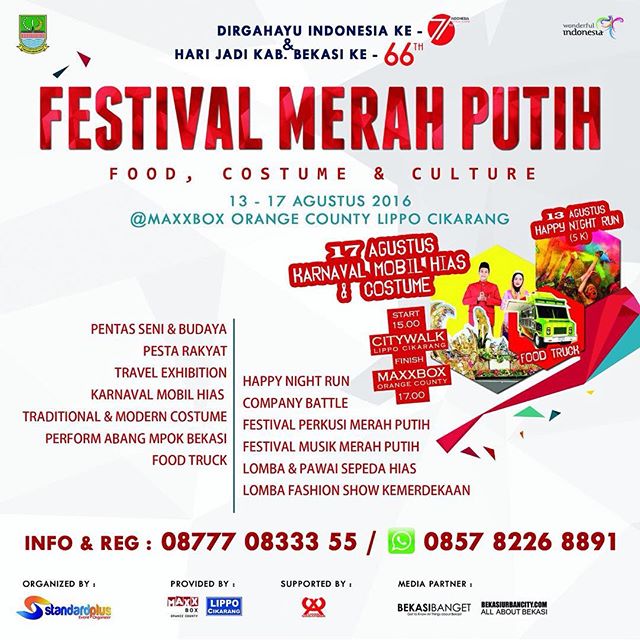 DIRGAHAYU INDONESIA KE - 71
&
HARI JADI KAB. BEKASI KE - 66TH
wonderful
indonesia
FESTIVAL MERAH PUTIH
FOOD, COSTUME & CULTURE
13 - 17 AGUSTUS 2016
@MAXXBOX ORANGE COUNTY LIPPO CIKARANG
13 AGUSTUS
HAPPY NIGHT RUN
(5 K)
17 AGUSTUS
KARNAVAL MOBIL HIAS
& COSTUME
START
15.00
CITYWALK
LIPPO CIKARANG
FINISH
MAXXBOX
ORANGE COUNTY
17.00
FOOD TRUCK
PENTAS SENI & BUDAYA
PESTA RAKYAT
TRAVEL EXHIBITION
KARNAVAL MOBIL HIAS
TRADITIONAL & MODERN COSTUME
PERFORM ABANG MPOK BEKASI
FOOD TRUCK
HAPPY NIGHT RUN
COMPANY BATTLE
FESTIVAL PERKUSI MERAH PUTIH
FESTIVAL MUSIK MERAH PUTIH
LOMBA & PAWAI SEPEDA HIAS
LOMBA FASHION SHOW KEMERDEKAAN
INFO & REG : 08777 08333 55 / 0857 8226 8891
ORGANIZED BY :
standardplus
Event Organizer
PROVIDED BY :
MAXX
BOX
ORANGE COUNTY
LIPPO
CIKARANG
SUPPORTED BY :
MEDIA PARTNER :
BEKASIBANGET
BEKASIURBANCITY.COM
ALL ABOUT BEKASI